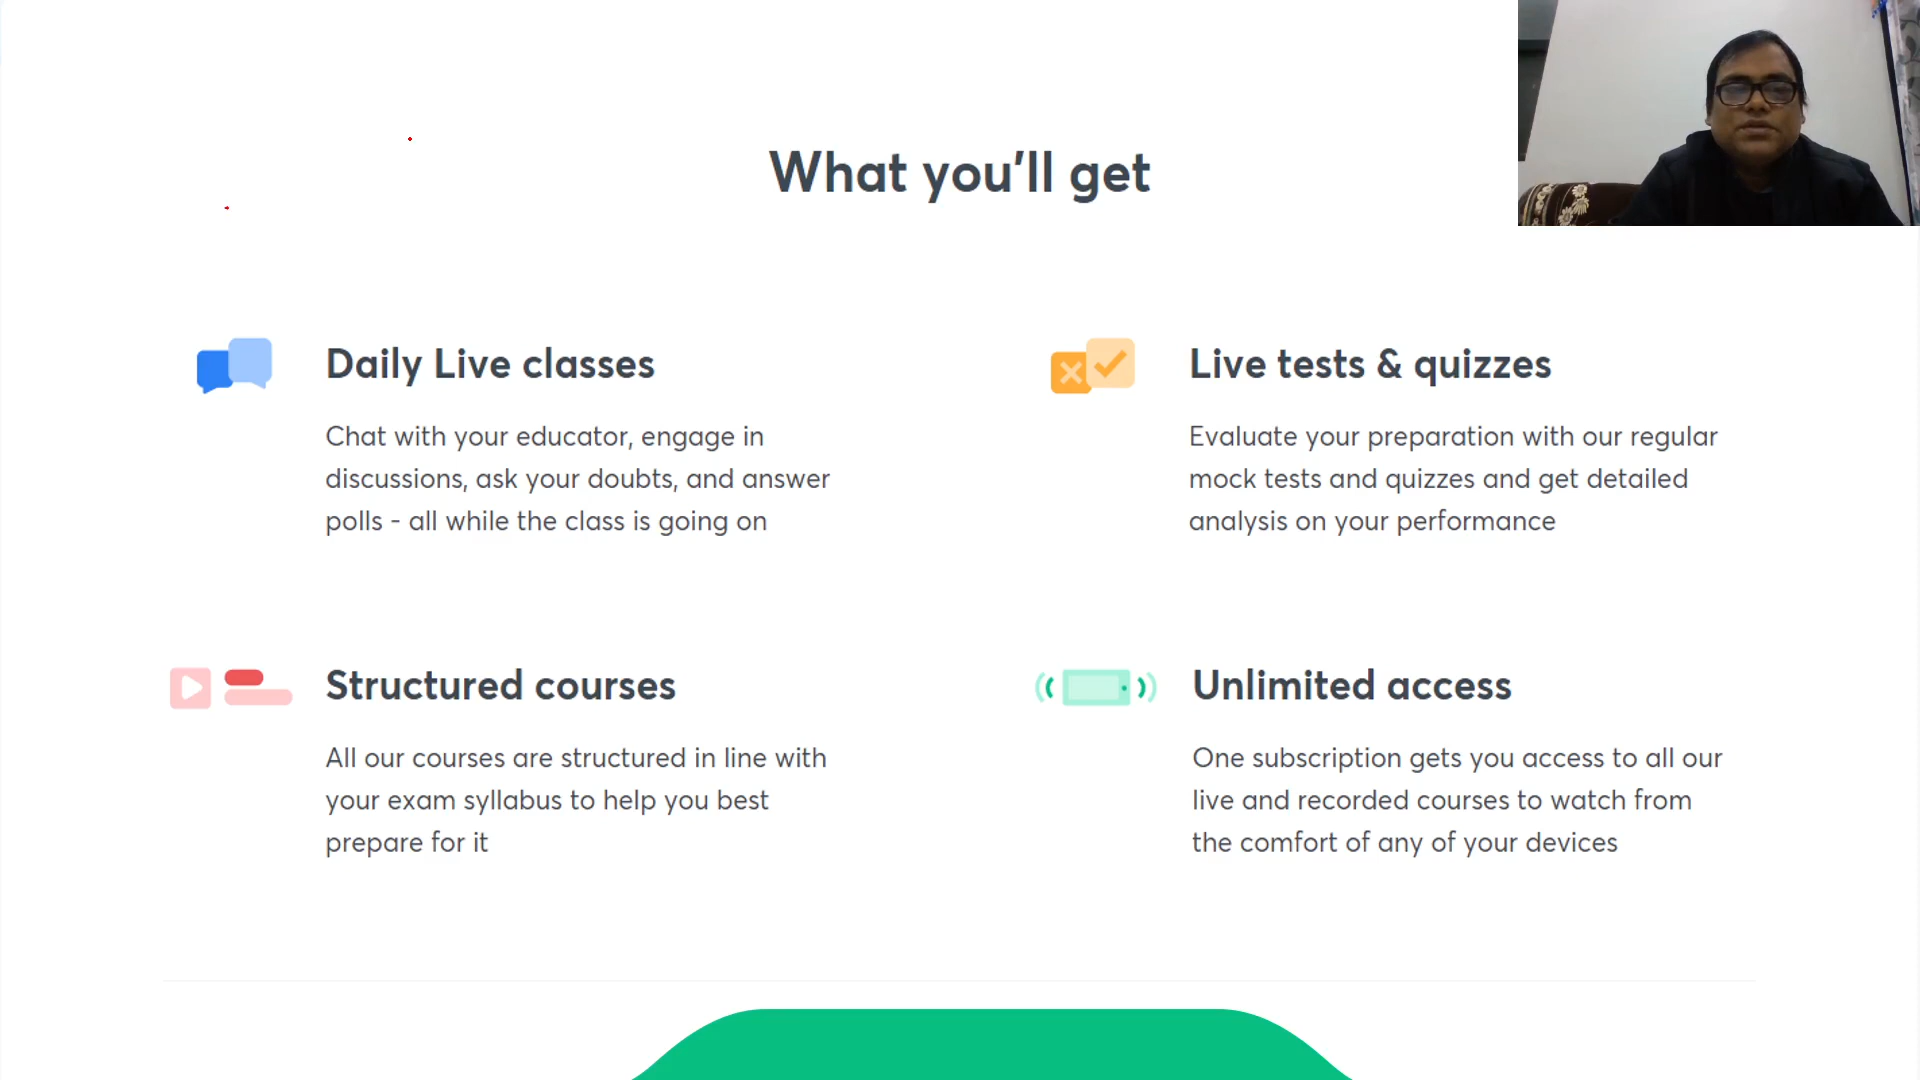 What you'll get
Daily Live classes
Chat with your educator, engage in
discussions, ask your doubts, and answer
polls - all while the class is going on
Live tests & quizzes
Evaluate your preparation with our regular
mock tests and quizzes and get detailed
analysis on your performance
Structured courses
All our courses are structured in line with
your exam syllabus to help you best
prepare for it
Unlimited access
One subscription gets you access to all our
live and recorded courses to watch from
the comfort of any of your devices